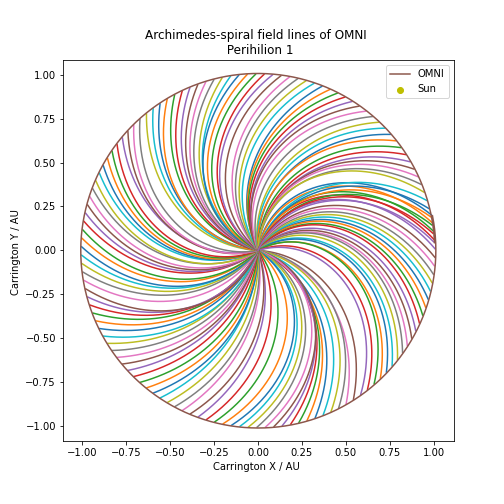 Archimedes-spiral field lines of OMNI
Perihilion 1
OMNI
Sun
Carrington Y / AU
1.00
0.75
0.50
0.25
0.00
−0.25
−0.50
−0.75
−1.00
−1.00 −0.75 −0.50 −0.25 0.00 0.25 0.50 0.75 1.00
Carrington X / AU